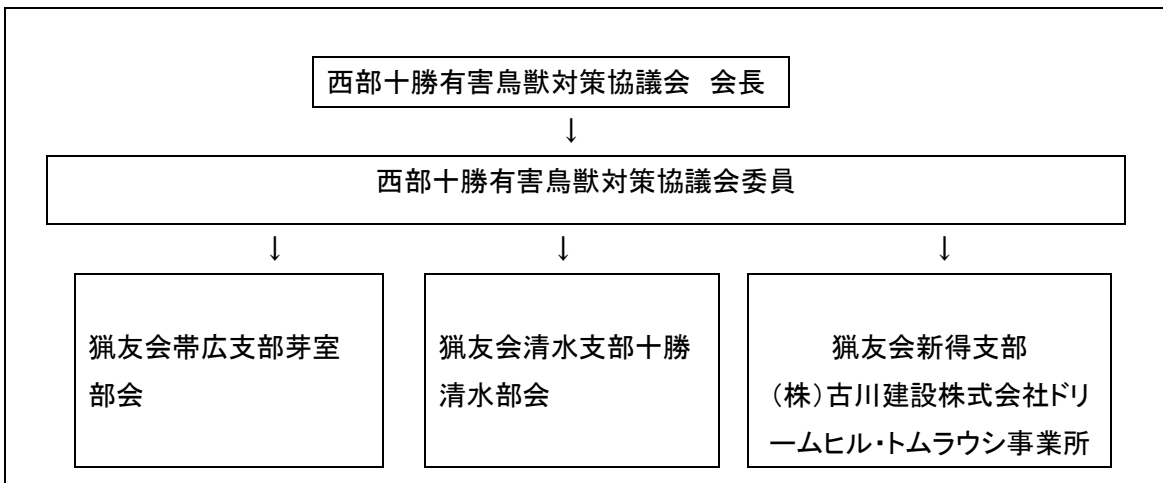 西部十勝有害鳥獣対策協議会　会長
↓
西部十勝有害鳥獣対策協議会委員
↓ ↓ ↓
猟友会帯広支部芽室
部会
猟友会清水支部十勝
清水部会
猟友会新得支部
（株）古川建設株式会社ドリ
ームヒル・トムラウシ事業所